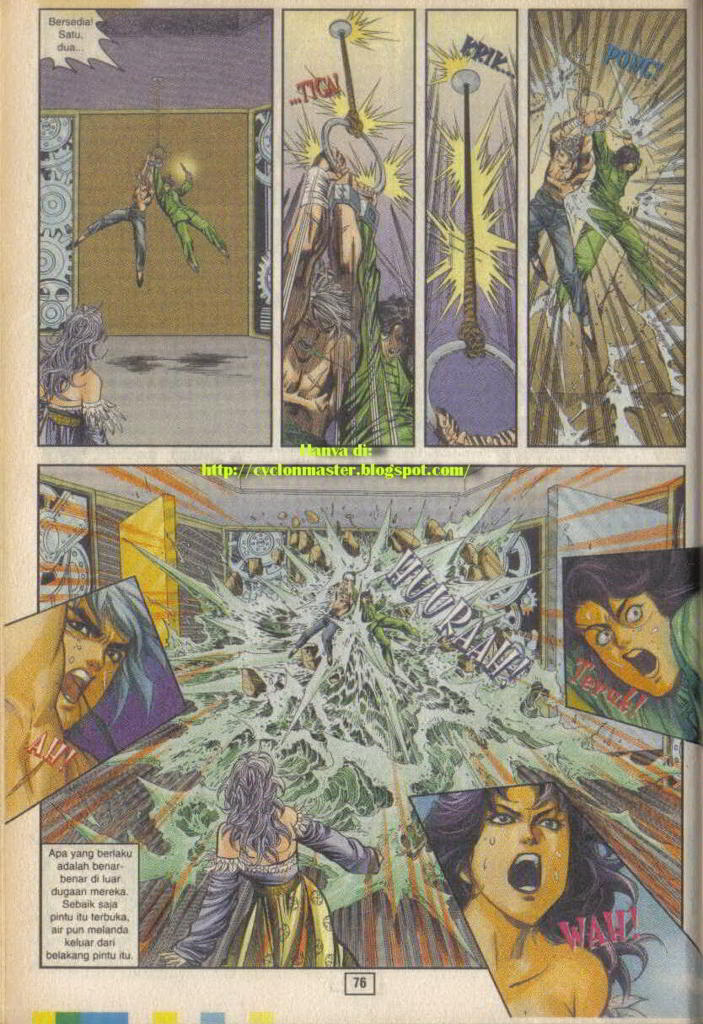 Bersedia!
Satu,
dua...
...TIGA!
KRIK...
PONG!
Hanya di:
http://cyclonmaster.blogspot.com/
HUURAAH!!
AH!
Teruk!
WAH!
Apa yang berlaku
adalah benar-
benar di luar
dugaan mereka.
Sebaik saja
pintu itu terbuka,
air pun melanda
keluar dari
belakang pintu itu.
76